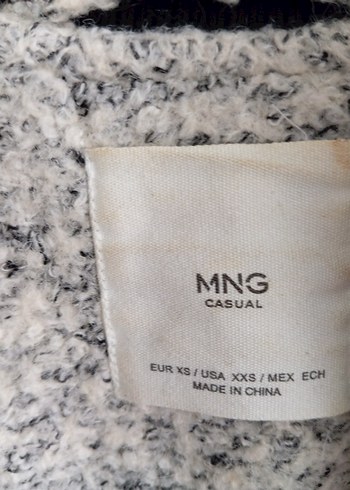 MNG
CASUAL
EUR XS / USA XXS / MEX ECH
MADE IN CHINA